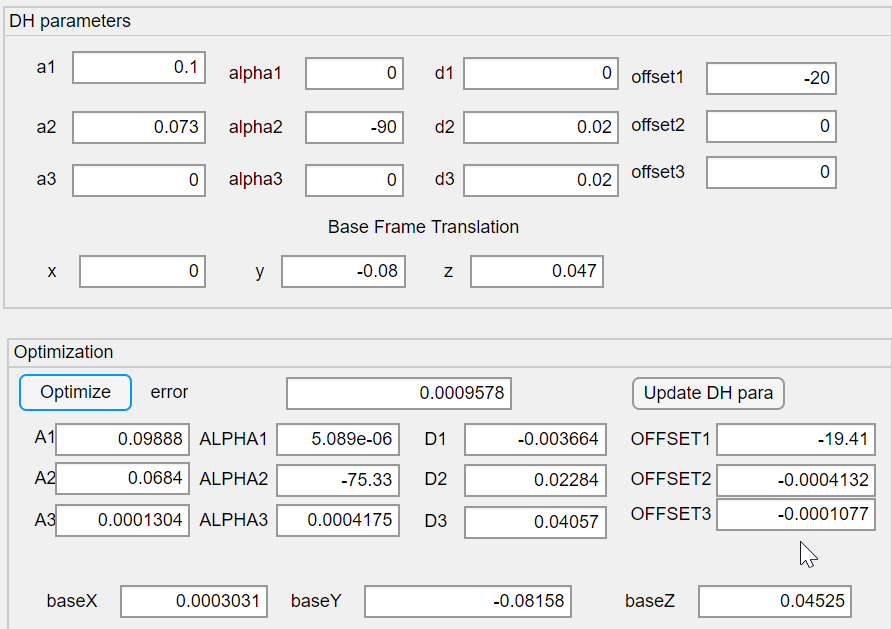 DH parameters
a1 0.1 alpha1 0 d1 0 offset1 -20
a2 0.073 alpha2 -90 d2 0.02 offset2 0
a3 0 alpha3 0 d3 0.02 offset3 0
Base Frame Translation
x 0 y -0.08 z 0.047
Optimization
Optimize error 0.0009578 Update DH para
A1 0.09888 ALPHA1 5.089e-06 D1 -0.003664 OFFSET1 -19.41
A2 0.0684 ALPHA2 -75.33 D2 0.02284 OFFSET2 -0.0004132
A3 0.0001304 ALPHA3 0.0004175 D3 0.04057 OFFSET3 -0.0001077
baseX 0.0003031 baseY -0.08158 baseZ 0.04525